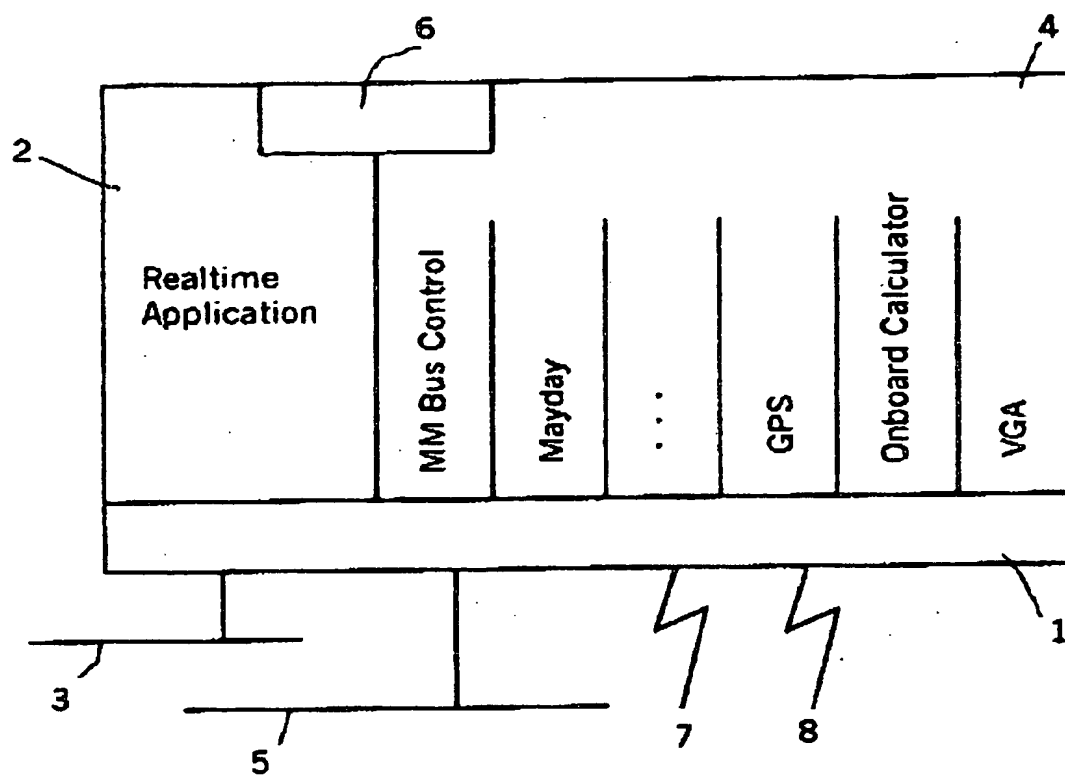 6
4
2
Realtime
Application
MM Bus Control
Mayday
...
GPS
Onboard Calculator
VGA
1
3
5
7
8